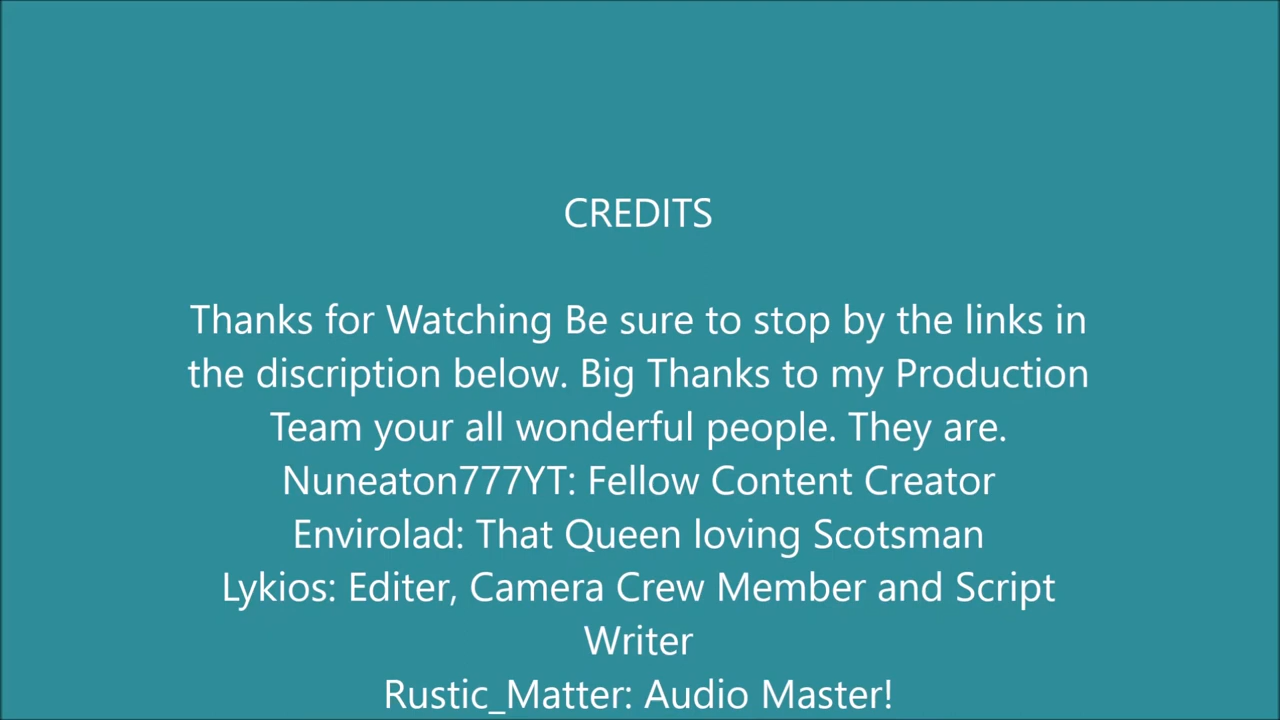 CREDITS
Thanks for Watching Be sure to stop by the links in
the discription below. Big Thanks to my Production
Team your all wonderful people. They are.
Nuneaton777YT: Fellow Content Creator
Envirolad: That Queen loving Scotsman
Lykios: Editer, Camera Crew Member and Script
Writer
Rustic_Matter: Audio Master!